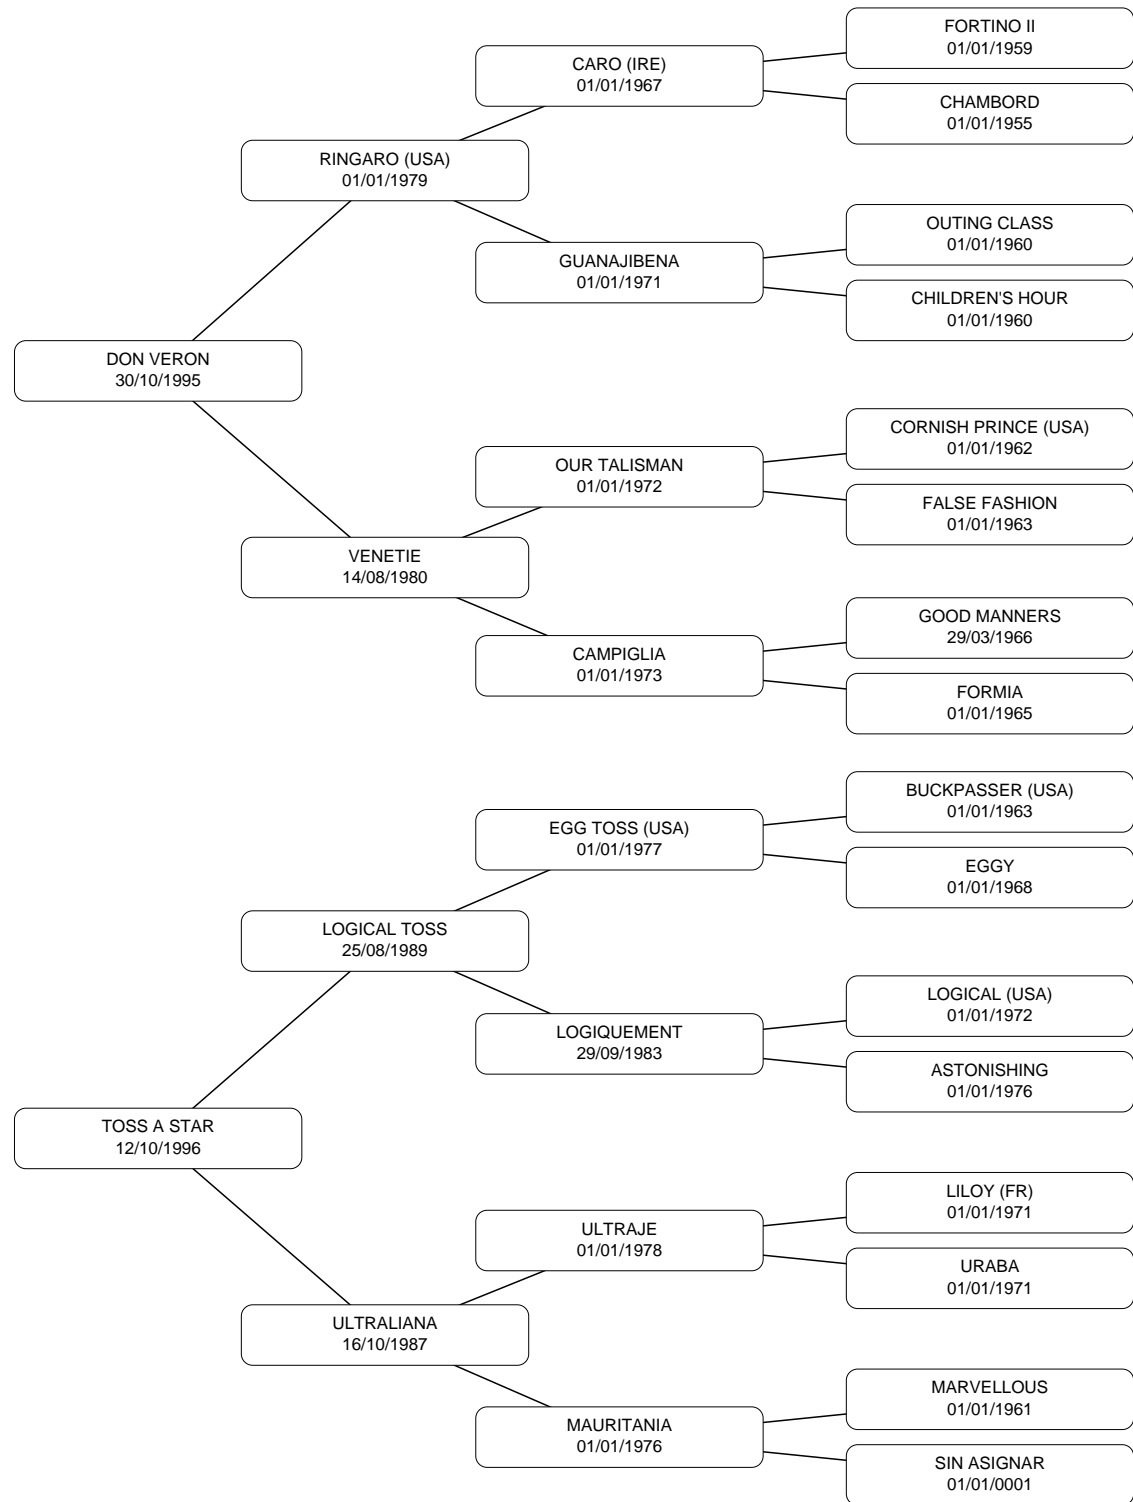 FORTINO II
01/01/1959
CARO (IRE)
01/01/1967
CHAMBORD
01/01/1955
RINGARO (USA)
01/01/1979
OUTING CLASS
01/01/1960
GUANAJIBENA
01/01/1971
CHILDREN'S HOUR
01/01/1960
DON VERON
30/10/1995
CORNISH PRINCE (USA)
01/01/1962
OUR TALISMAN
01/01/1972
FALSE FASHION
01/01/1963
VENETIE
14/08/1980
GOOD MANNERS
29/03/1966
CAMPIGLIA
01/01/1973
FORMIA
01/01/1965
BUCKPASSER (USA)
01/01/1963
EGG TOSS (USA)
01/01/1977
EGGY
01/01/1968
LOGICAL TOSS
25/08/1989
LOGICAL (USA)
01/01/1972
LOGIQUEMENT
29/09/1983
ASTONISHING
01/01/1976
TOSS A STAR
12/10/1996
LILOY (FR)
01/01/1971
ULTRAJE
01/01/1978
URABA
01/01/1971
ULTRALIANA
16/10/1987
MARVELLOUS
01/01/1961
MAURITANIA
01/01/1976
SIN ASIGNAR
01/01/0001